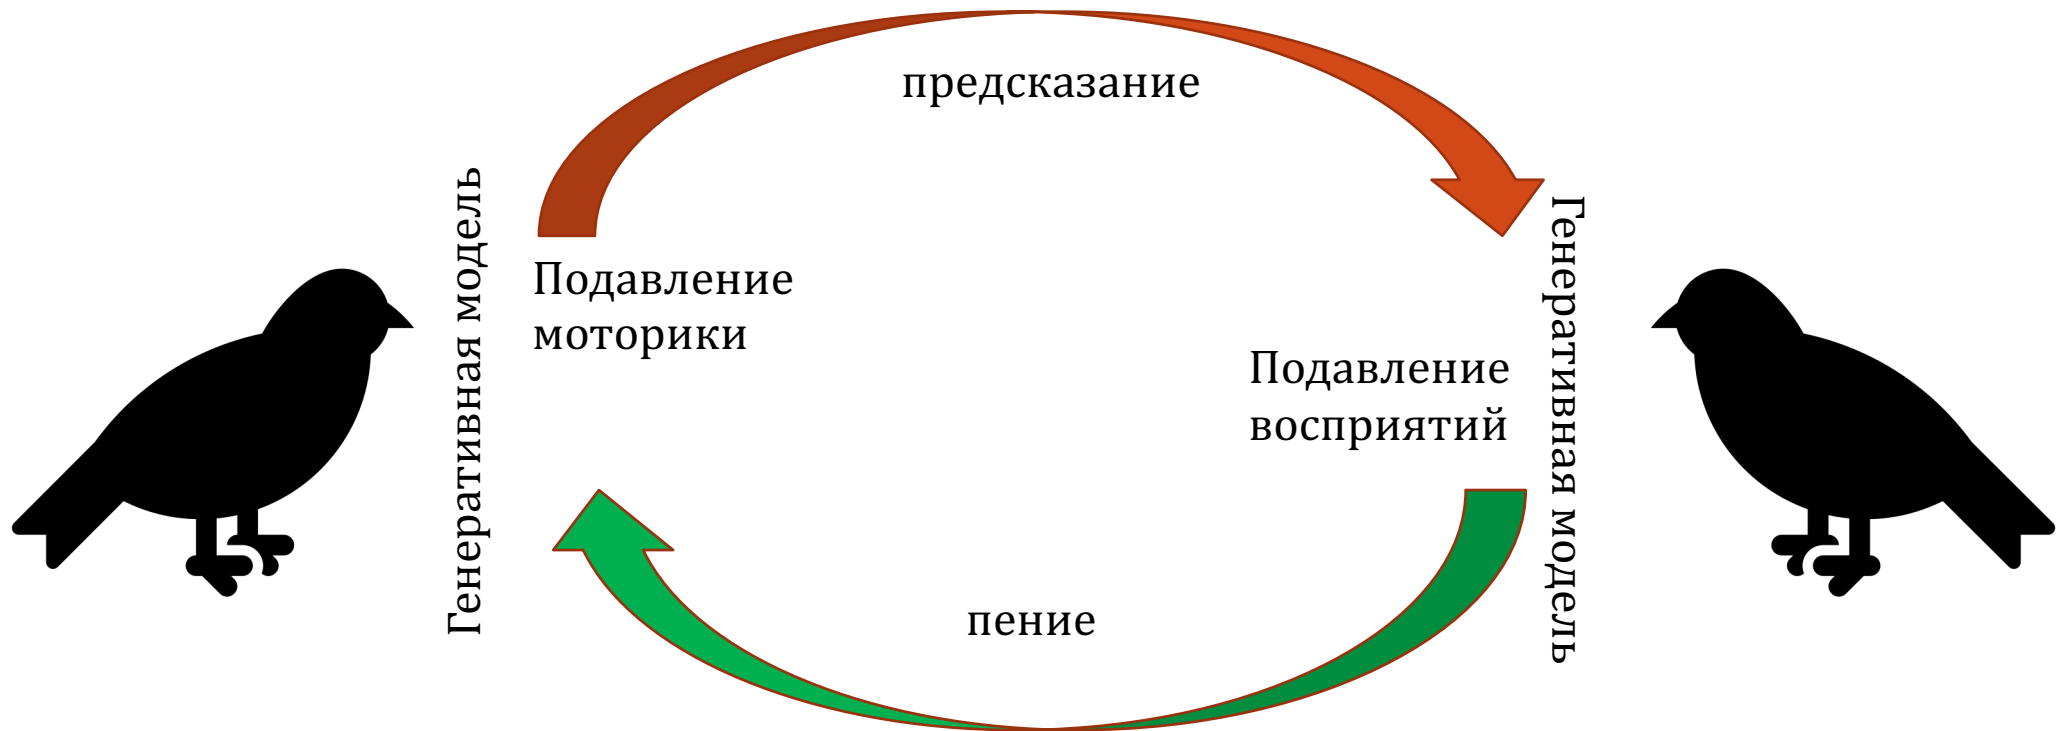 предсказание
Генеративная модель
Подавление
моторики
Генеративная модель
Подавление
восприятий
пение